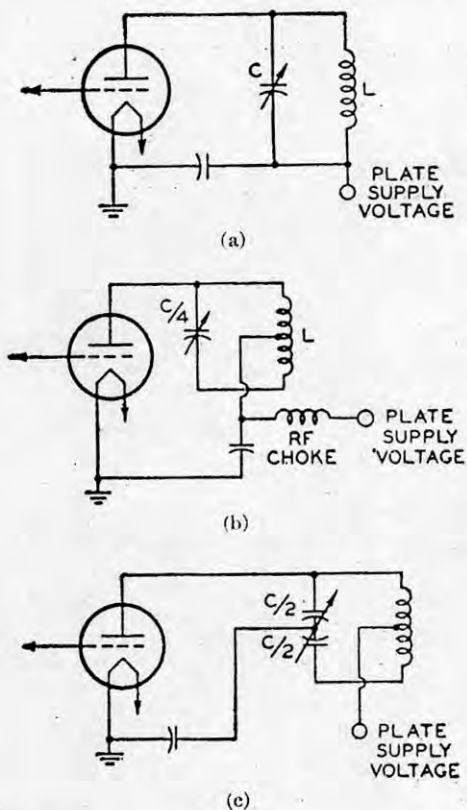 C
L
PLATE
SUPPLY
VOLTAGE
(a)
C/4
L
RF
CHOKE
PLATE
SUPPLY
VOLTAGE
(b)
C/2
C/2
PLATE
SUPPLY
VOLTAGE
(c)